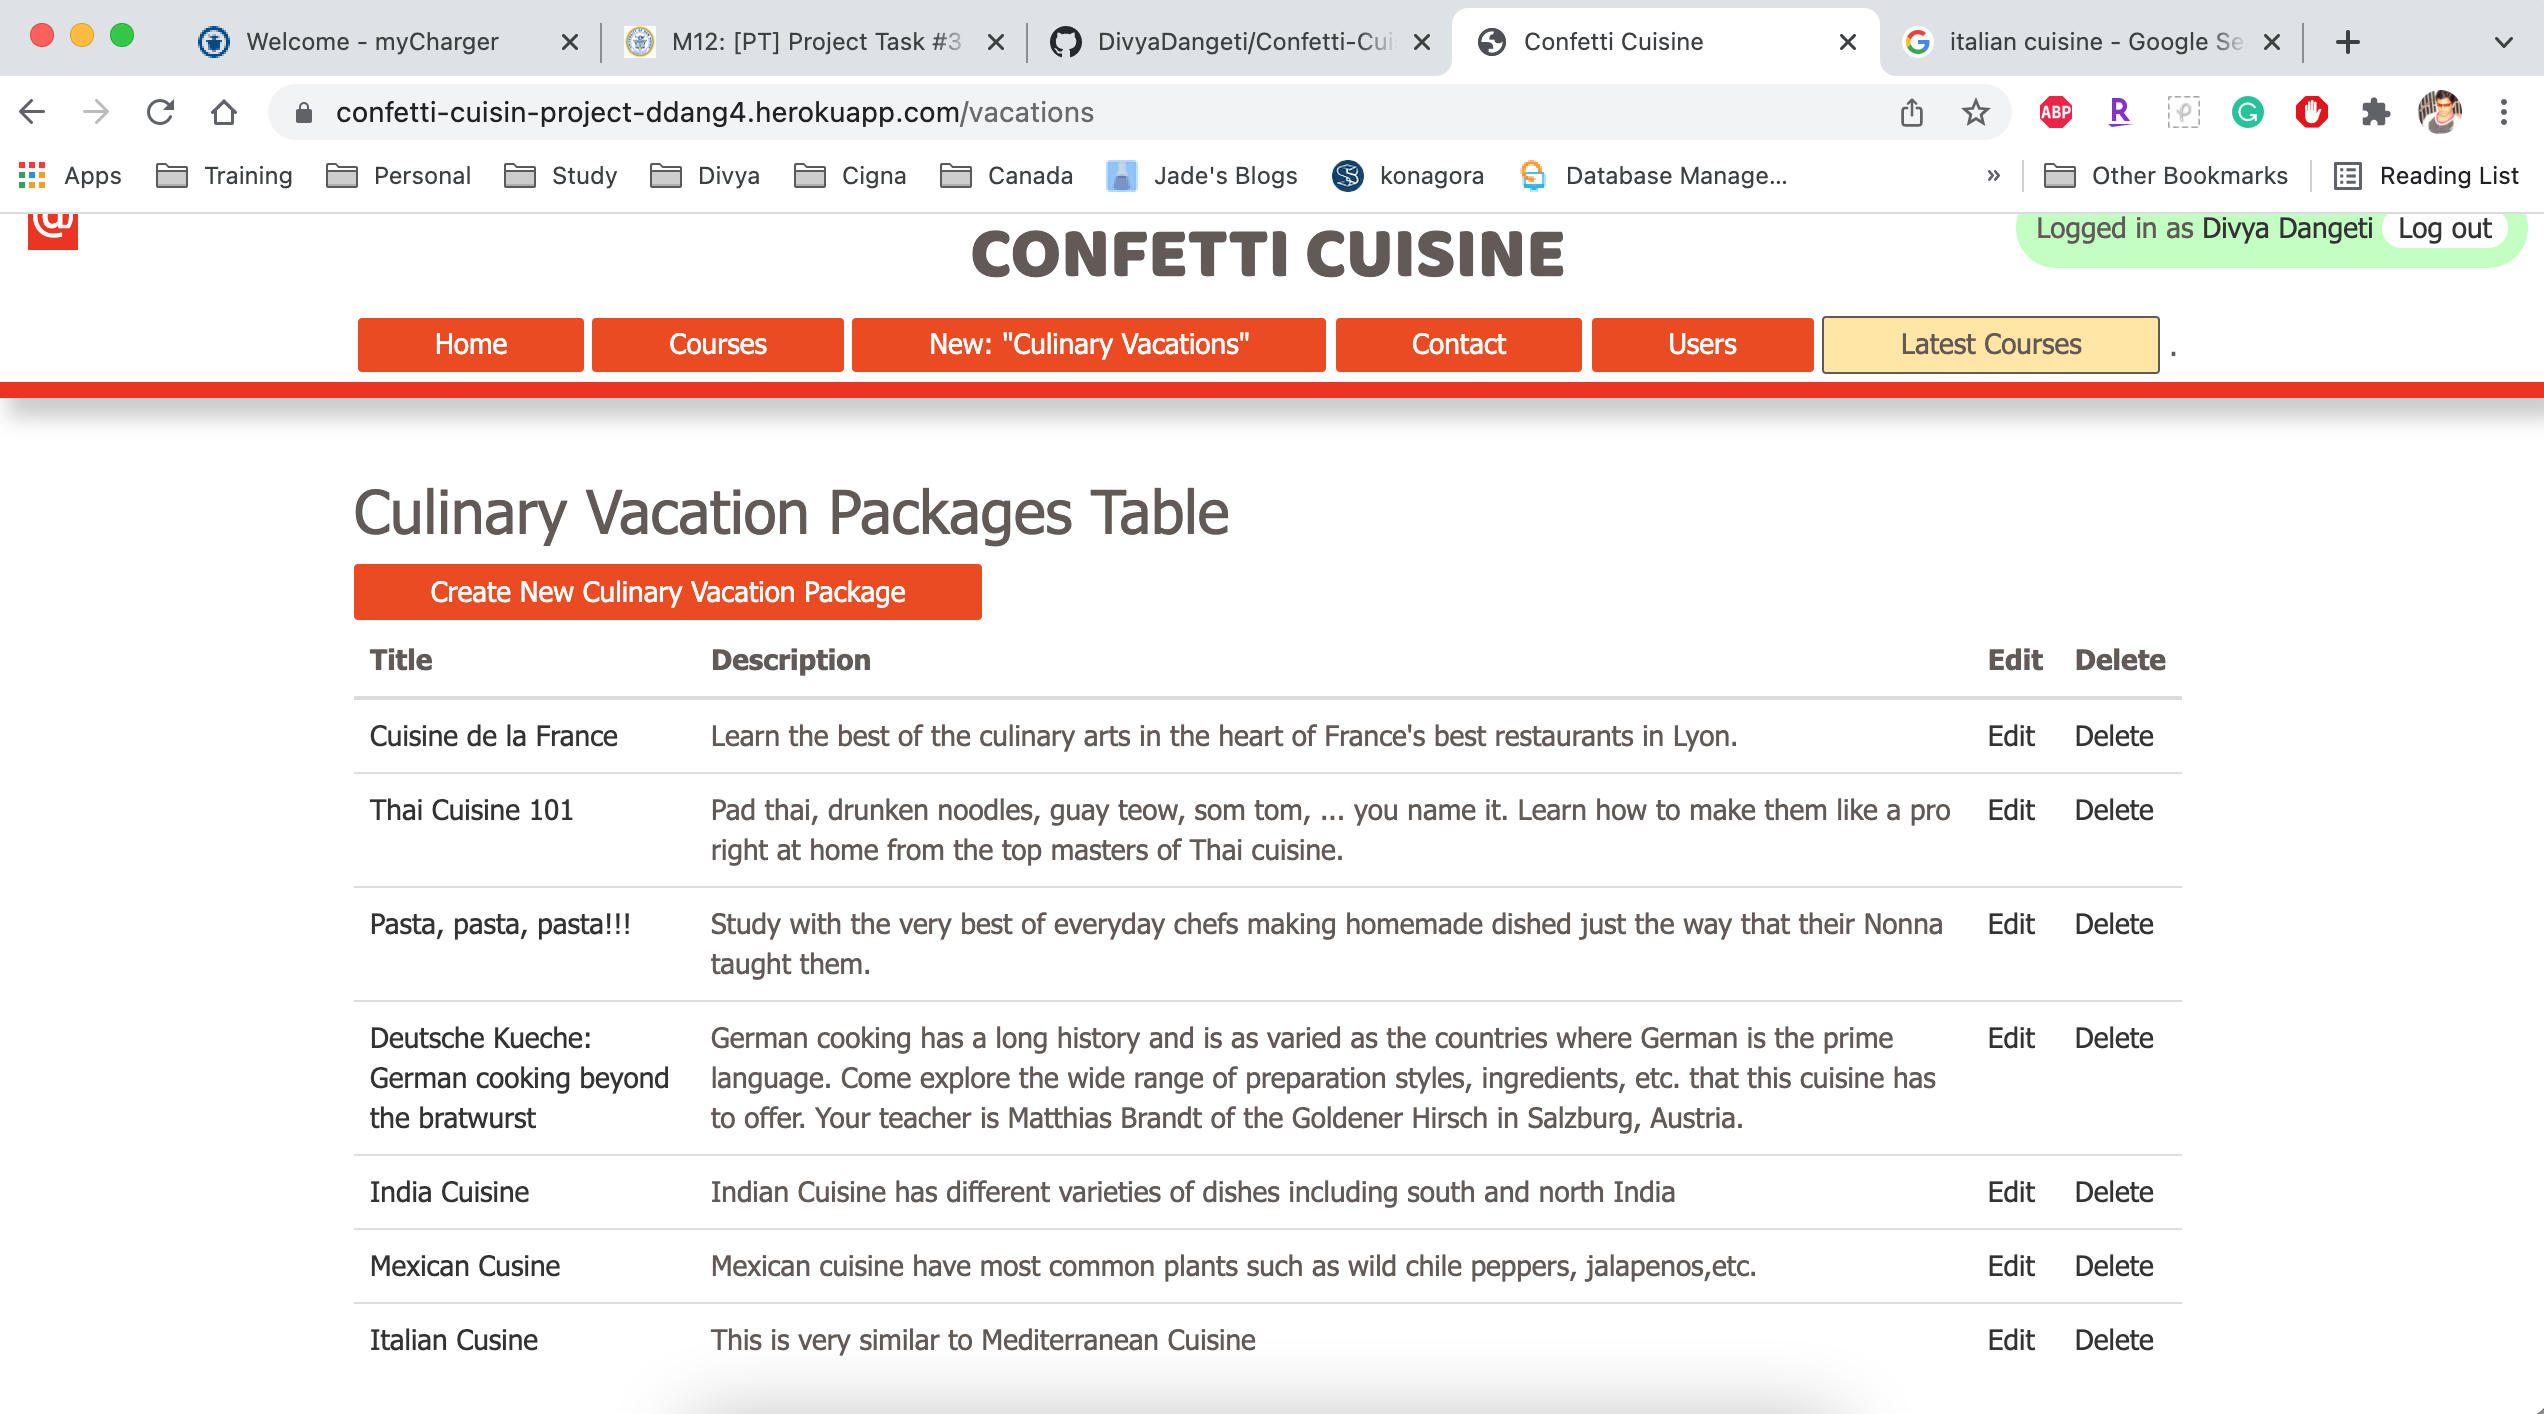 Welcome - myCharger
M12: [PT] Project Task #3
DivyaDangeti/Confetti-Cui
Confetti Cuisine
italian cuisine - Google Se
confetti-cuisin-project-ddang4.herokuapp.com/vacations
ABP
R
Apps
Training
Personal
Study
Divya
Cigna
Canada
Jade's Blogs
konagora
Database Manage...
»
Other Bookmarks
Reading List
@
CONFETTI CUISINE
Logged in as Divya Dangeti Log out
Home
Courses
New: "Culinary Vacations"
Contact
Users
Latest Courses
.
Culinary Vacation Packages Table
Create New Culinary Vacation Package
Title Description Edit Delete
Cuisine de la France Learn the best of the culinary arts in the heart of France's best restaurants in Lyon. Edit Delete
Thai Cuisine 101 Pad thai, drunken noodles, guay teow, som tom, ... you name it. Learn how to make them like a pro Edit Delete
right at home from the top masters of Thai cuisine.
Pasta, pasta, pasta!!! Study with the very best of everyday chefs making homemade dished just the way that their Nonna Edit Delete
taught them.
Deutsche Kueche: German cooking has a long history and is as varied as the countries where German is the prime Edit Delete
German cooking beyond language. Come explore the wide range of preparation styles, ingredients, etc. that this cuisine has
the bratwurst to offer. Your teacher is Matthias Brandt of the Goldener Hirsch in Salzburg, Austria.
India Cuisine Indian Cuisine has different varieties of dishes including south and north India Edit Delete
Mexican Cusine Mexican cuisine have most common plants such as wild chile peppers, jalapenos,etc. Edit Delete
Italian Cusine This is very similar to Mediterranean Cuisine Edit Delete